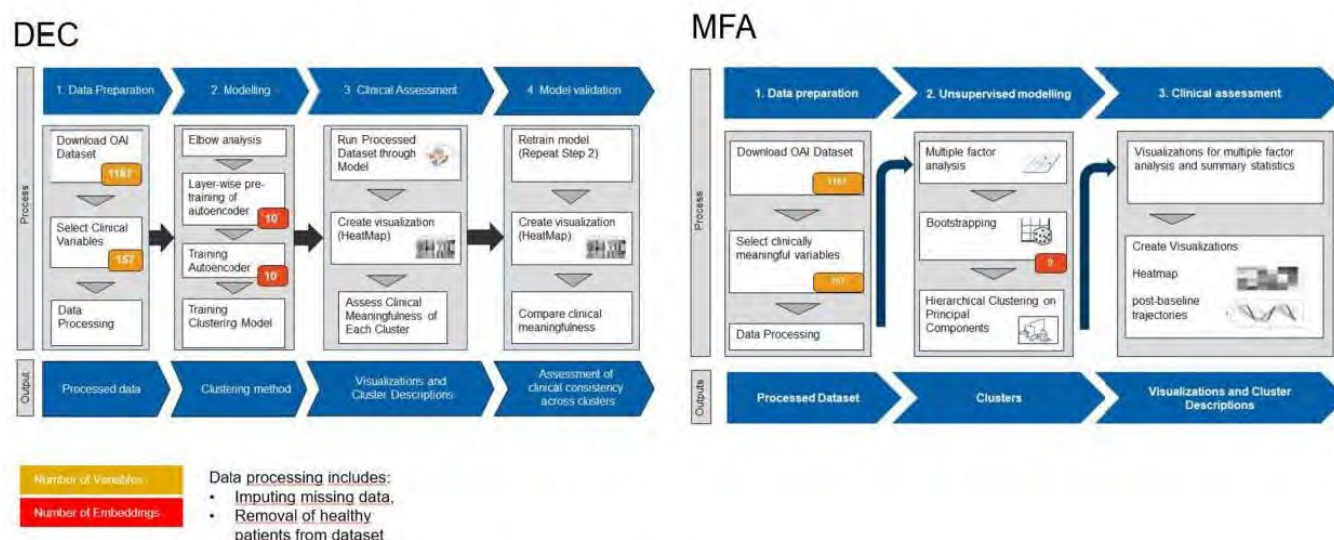 DEC
Process
1. Data Preparation
2. Modelling
3 Clinical Assessment
4 Model validation
Download OAI
Dataset
1187
Select Clinical
Variables
157
Data
Processing
Elbow analysis
Layer-wise pre-
training of
autoencoder
10
Training
Autoencoder
10
Training
Clustering Model
Run Processed
Dataset through
Model
Create visualization
(HeatMap)
Assess Clinical
Meaningfulness of
Each Cluster
Retrain model
(Repeat Step 2)
Create visualization
(HeatMap)
Compare clinical
meaningfulness
Output
Processed data
Clustering method
Visualizations and
Cluster Descriptions
Assessment of
clinical consistency
across clusters
MFA
Process
1. Data preparation
2. Unsupervised modelling
3. Clinical assessment
Download OAI Dataset
Select clinically
meaningful variables
Data Processing
Multiple factor
analysis
Bootstrapping
9
Hierarchical Clustering on
Principal
Components
Visualizations for multiple factor
analysis and summary statistics
Create Visualizations
Heatmap
post-baseline
trajectories
Outputs
Processed Dataset
Clusters
Visualizations and Cluster
Descriptions
Number of Variables
Number of Embeddings
Data processing includes:
• Imputing missing data,
• Removal of healthy
patients from dataset